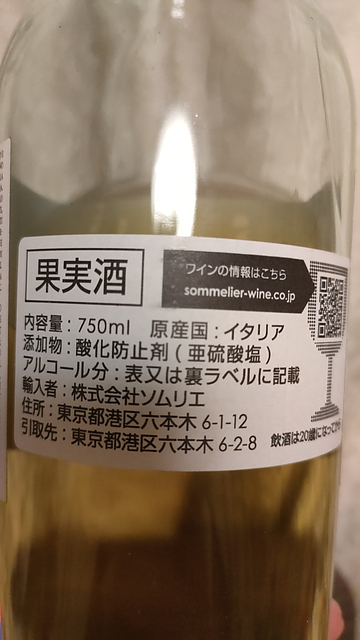 果実酒
ワインの情報はこちら
sommelier-wine.co.jp
内容量：750ml　原産国：イタリア
添加物：酸化防止剤（亜硫酸塩）
アルコール分：表又は裏ラベルに記載
輸入者：株式会社ソムリエ
住所：東京都港区六本木 6-1-12
引取先：東京都港区六本木 6-2-8
飲酒は20歳になってから